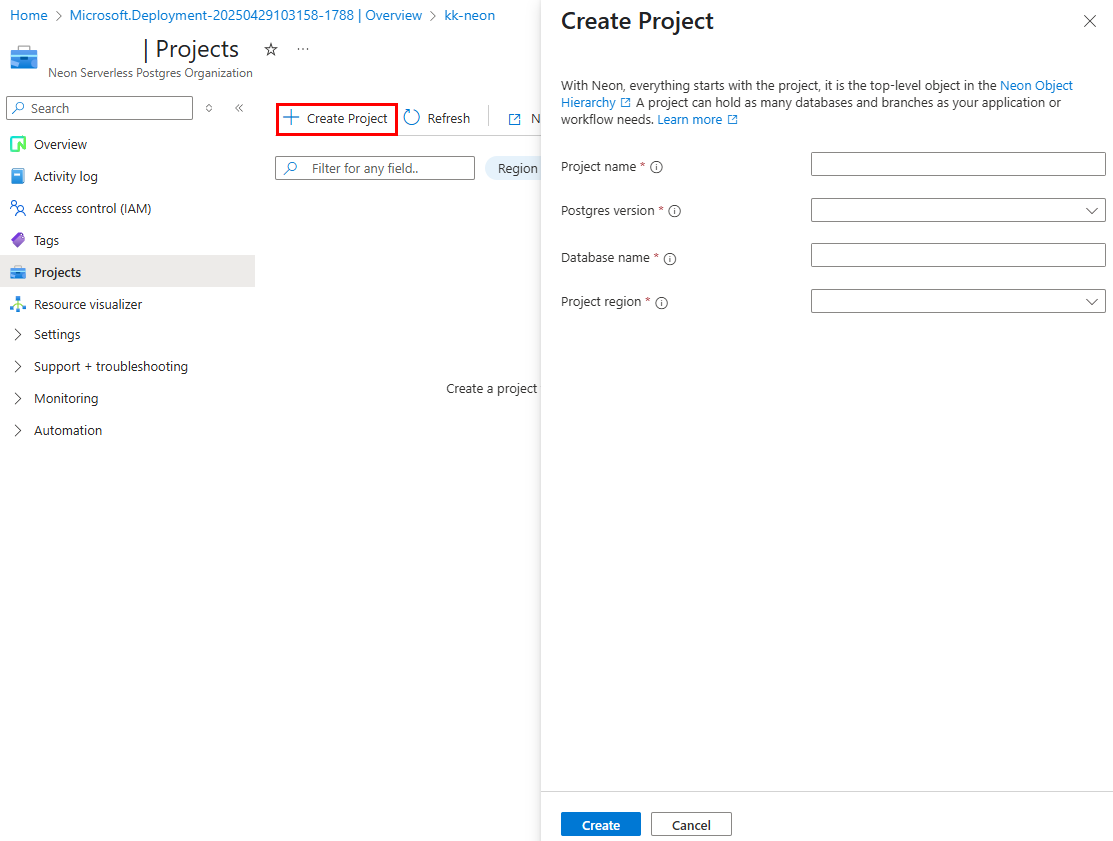 Home > Microsoft.Deployment-20250429103158-1788 | Overview > kk-neon
| Projects
Neon Serverless Postgres Organization
Search
Overview
Activity log
Access control (IAM)
Tags
Projects
Resource visualizer
Settings
Support + troubleshooting
Monitoring
Automation
Create Project
Refresh
N
Filter for any field..
Region
Create a project
Create Project
With Neon, everything starts with the project, it is the top-level object in the Neon Object
Hierarchy A project can hold as many databases and branches as your application or
workflow needs. Learn more
Project name *
Postgres version *
Database name *
Project region *
Create
Cancel